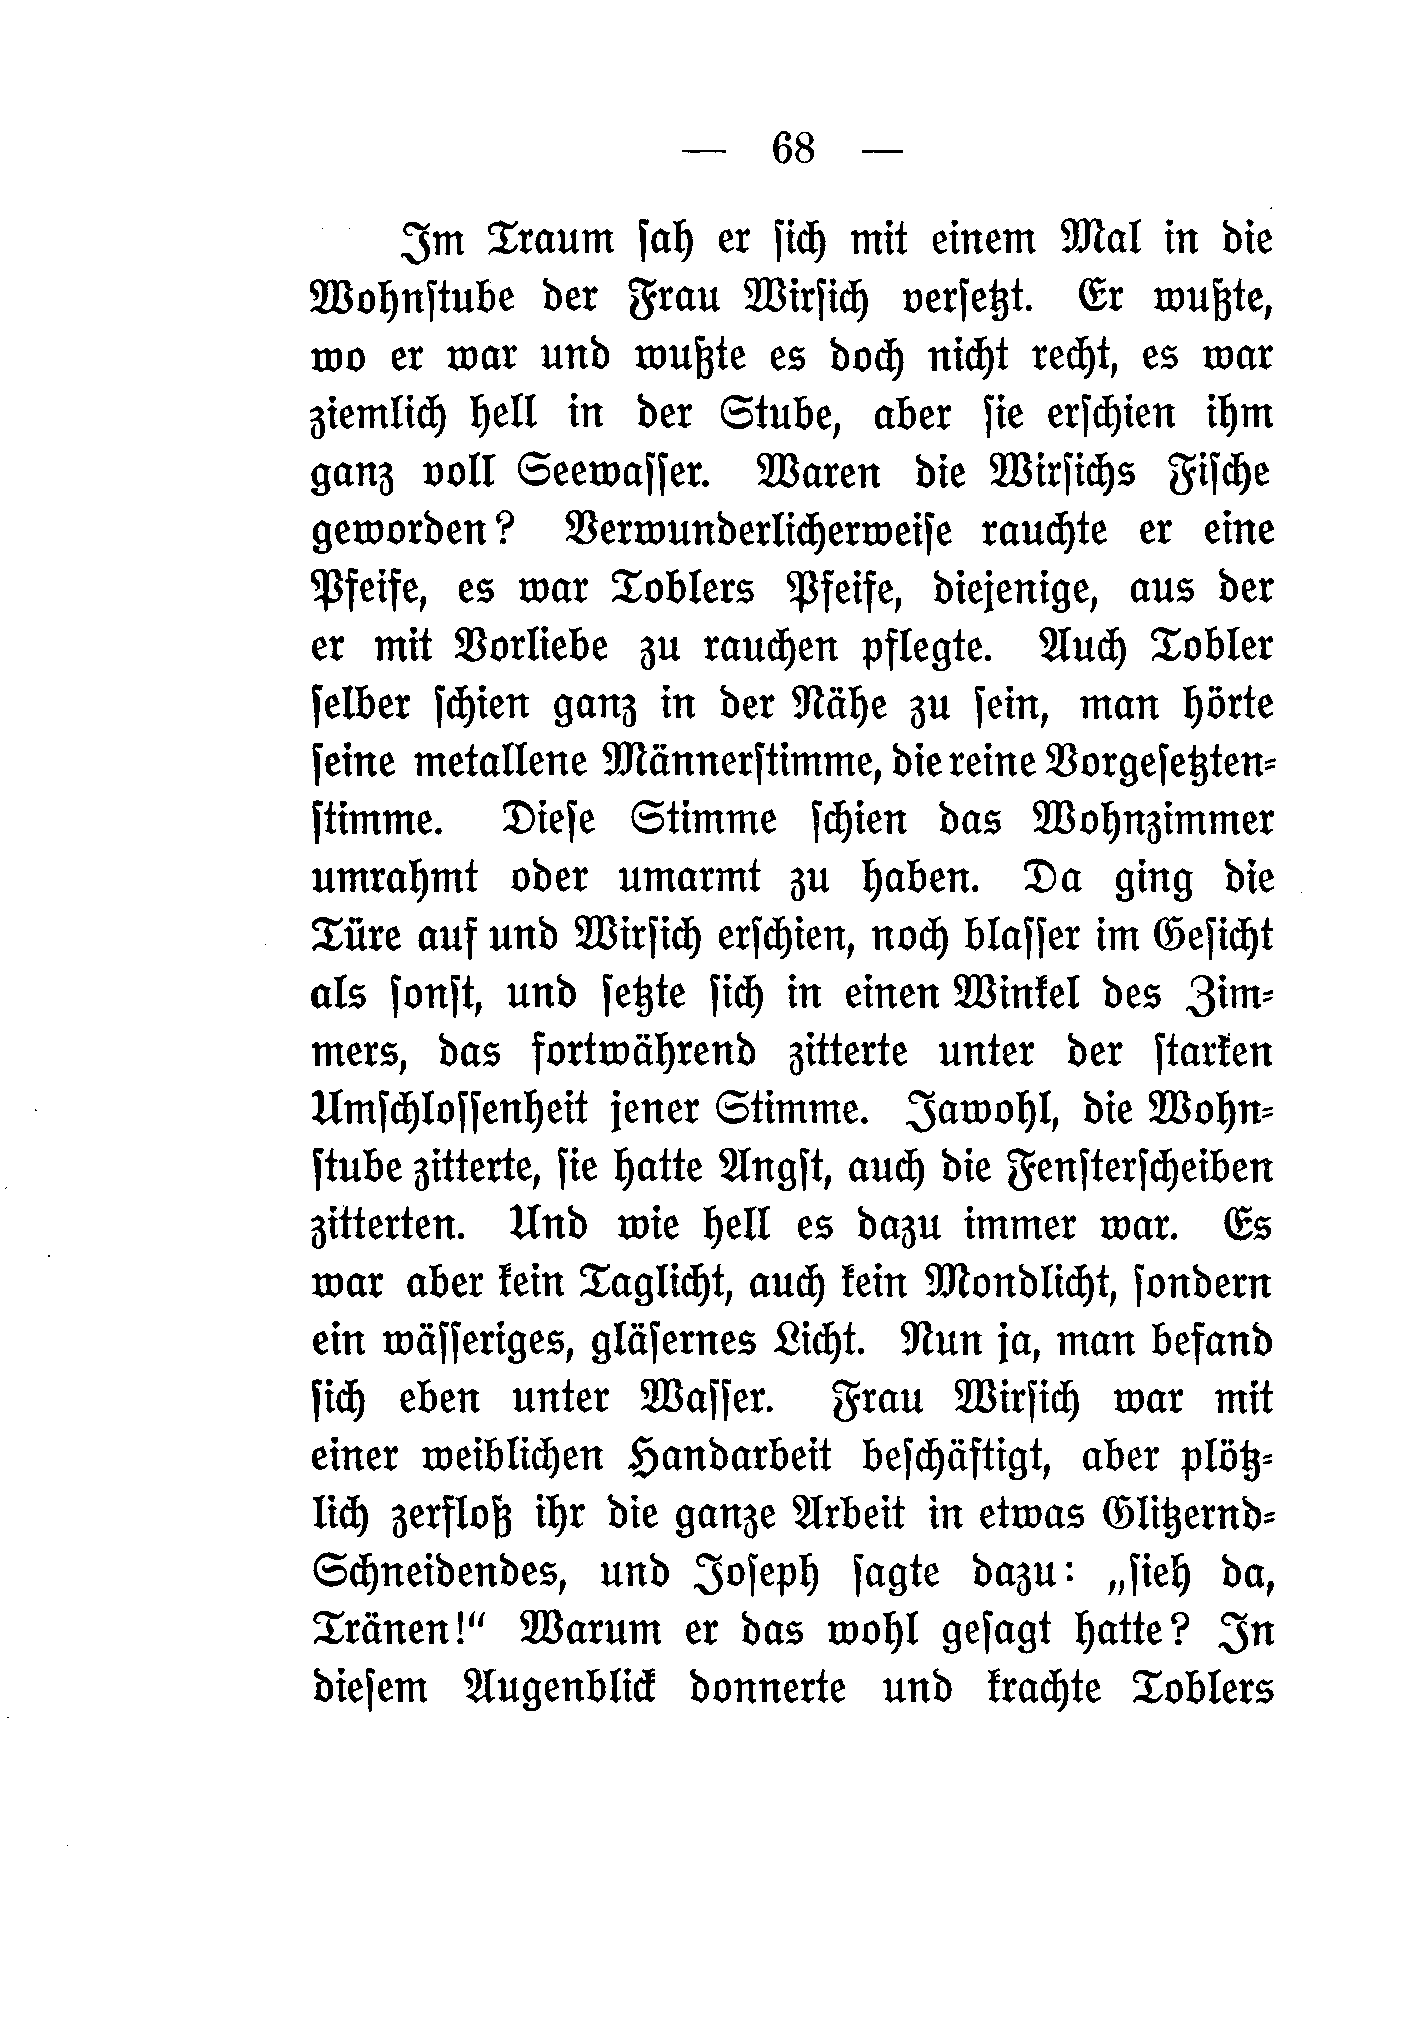 — 68 —
Im Traum ſah er ſich mit einem Mal in die
Wohnſtube der Frau Wirſich verſetzt. Er wußte,
wo er war und wußte es doch nicht recht, es war
ziemlich hell in der Stube, aber ſie erſchien ihm
ganz voll Seewaſſer. Waren die Wirſichs Fiſche
geworden? Verwunderlicherweiſe rauchte er eine
Pfeife, es war Toblers Pfeife, diejenige, aus der
er mit Vorliebe zu rauchen pflegte. Auch Tobler
ſelber ſchien ganz in der Nähe zu ſein, man hörte
ſeine metallene Männerſtimme, die reine Vorgeſetzten⸗
ſtimme. Dieſe Stimme ſchien das Wohnzimmer
umrahmt oder umarmt zu haben. Da ging die
Türe auf und Wirſich erſchien, noch blaſſer im Geſicht
als ſonſt, und ſetzte ſich in einen Winkel des Zim⸗
mers, das fortwährend zitterte unter der ſtarken
Umſchloſſenheit jener Stimme. Jawohl, die Wohn⸗
ſtube zitterte, ſie hatte Angſt, auch die Fenſterſcheiben
zitterten. Und wie hell es dazu immer war. Es
war aber kein Taglicht, auch kein Mondlicht, ſondern
ein wäſſeriges, gläſernes Licht. Nun ja, man befand
ſich eben unter Waſſer. Frau Wirſich war mit
einer weiblichen Handarbeit beſchäftigt, aber plötz⸗
lich zerfloß ihr die ganze Arbeit in etwas Glitzernd⸗
Schneidendes, und Joſeph ſagte dazu: „ſieh da,
Tränen!“ Warum er das wohl geſagt hatte? In
dieſem Augenblick donnerte und krachte Toblers